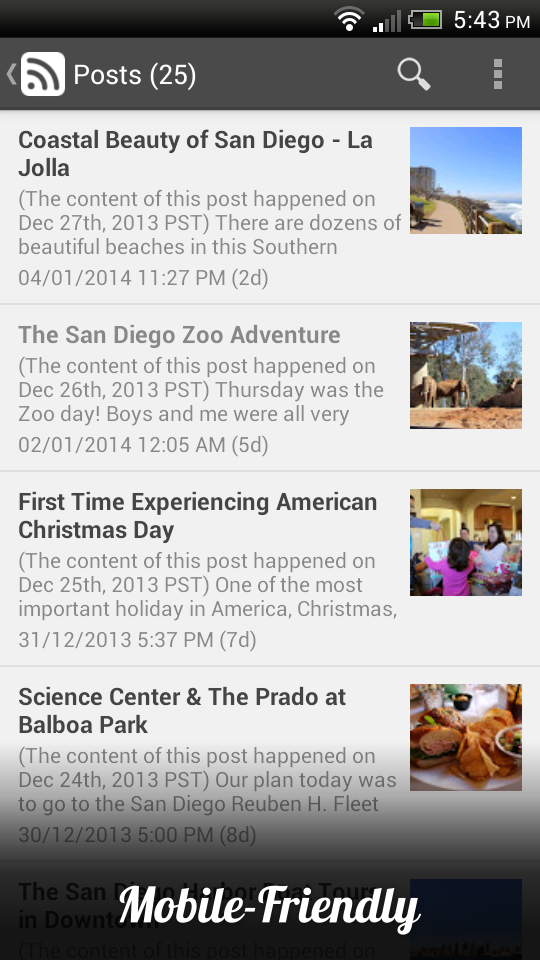 5:43 PM
Posts (25)
Coastal Beauty of San Diego - La
Jolla
(The content of this post happened on
Dec 27th, 2013 PST) There are dozens of
beautiful beaches in this Southern
04/01/2014 11:27 PM (2d)
The San Diego Zoo Adventure
(The content of this post happened on
Dec 26th, 2013 PST) Thursday was the
Zoo day! Boys and me were all very
02/01/2014 12:05 AM (5d)
First Time Experiencing American
Christmas Day
(The content of this post happened on
Dec 25th, 2013 PST) One of the most
important holiday in America, Christmas,
31/12/2013 5:37 PM (7d)
Science Center & The Prado at
Balboa Park
(The content of this post happened on
Dec 24th, 2013 PST) Our plan today was
to go to the San Diego Reuben H. Fleet
30/12/2013 5:00 PM (8d)
The San Diego Harbor Boat Tours
in Downtown
Mobile-Friendly
(The content of this post happened on